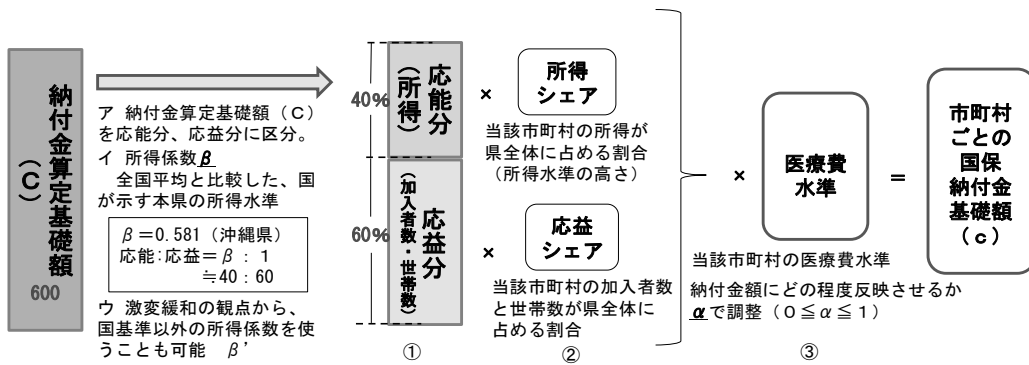 納付金算定基礎額
（C）
600
ア 納付金算定基礎額（C）
を応能分、応益分に区分。
イ 所得係数β
全国平均と比較した、国
が示す本県の所得水準
β＝0.581（沖縄県）
応能：応益＝β：1
≒40：60
ウ 激変緩和の観点から、
国基準以外の所得係数を使
うことも可能 β’
40%
応能分
（所得）
60%
応益分
（加入者数・世帯数）
①
×
所得
シェア
当該市町村の所得が
県全体に占める割合
（所得水準の高さ）
×
応益
シェア
当該市町村の加入者数
と世帯数が県全体に
占める割合
②
×
医療費
水準
当該市町村の医療費水準
納付金額にどの程度反映させるか
αで調整（0≦α≦1）
③
＝
市町村
ごとの
国保
納付金
基礎額
（c）